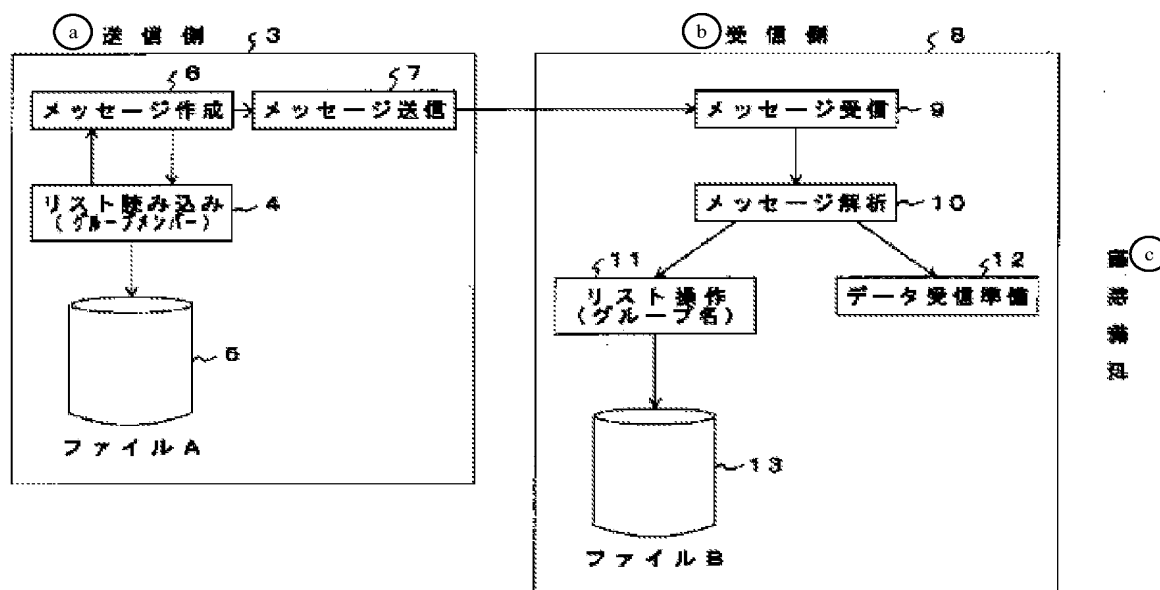 a 送信側 3
b 受信側 8
6
7
メッセージ作成
メッセージ送信
メッセージ受信
9
リスト読み込み
(グループメンバー)
4
メッセージ解析
10
c
11
12
リスト操作
(グループ名)
データ受信準備
5
ファイルA
13
ファイルB